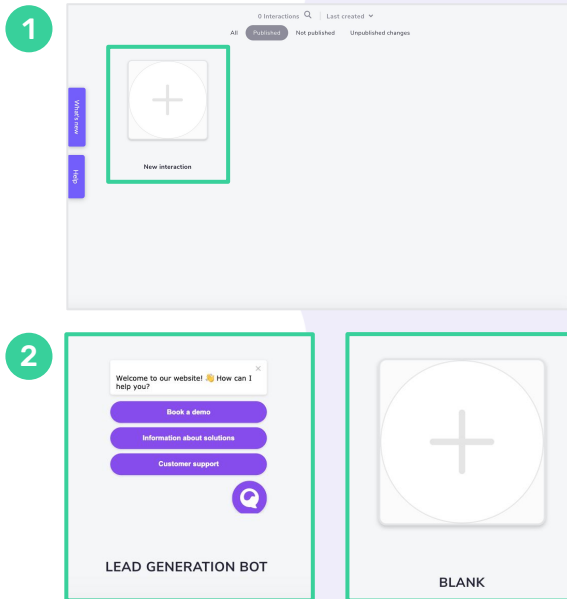 1
0 Interactions Last created
All Published Not published Unpublished changes
What's new
Help
New interaction
2
Welcome to our website! 👋 How can I
help you?
Book a demo
Information about solutions
Customer support
LEAD GENERATION BOT
BLANK